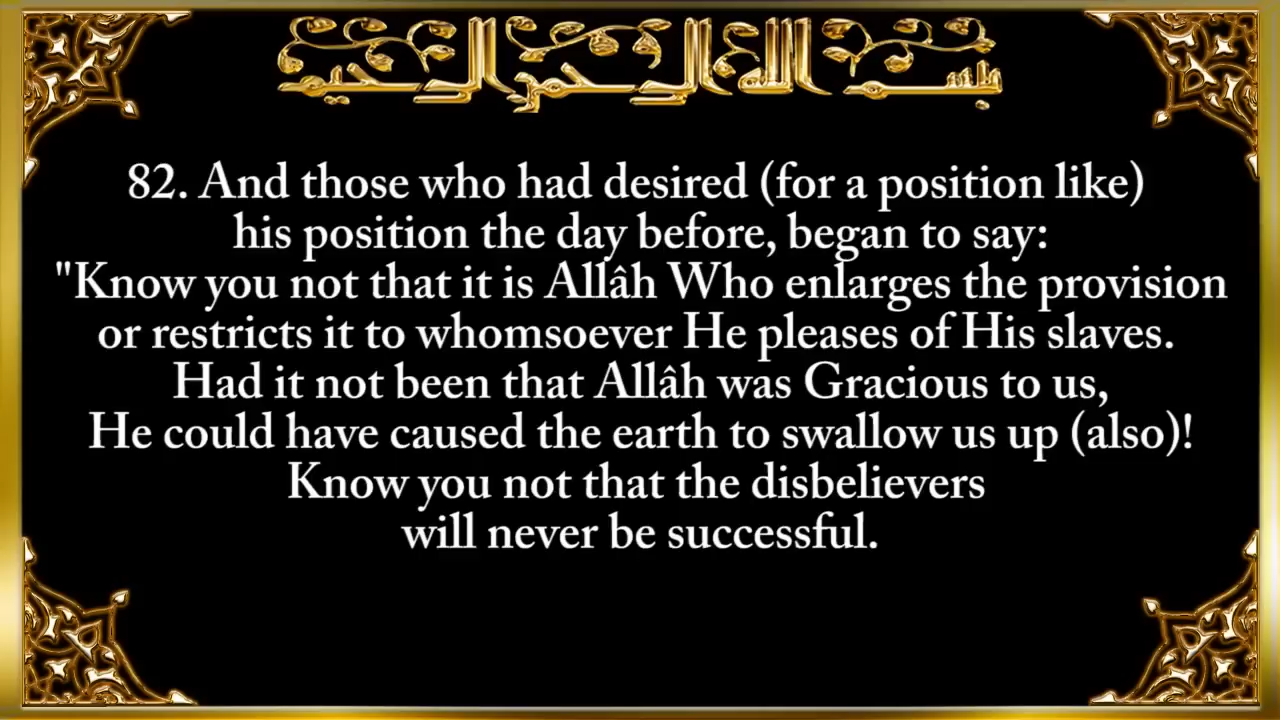 بسم الله الرحمن الرحيم
82. And those who had desired (for a position like)
his position the day before, began to say:
"Know you not that it is Allâh Who enlarges the provision
or restricts it to whomsoever He pleases of His slaves.
Had it not been that Allâh was Gracious to us,
He could have caused the earth to swallow us up (also)!
Know you not that the disbelievers
will never be successful.